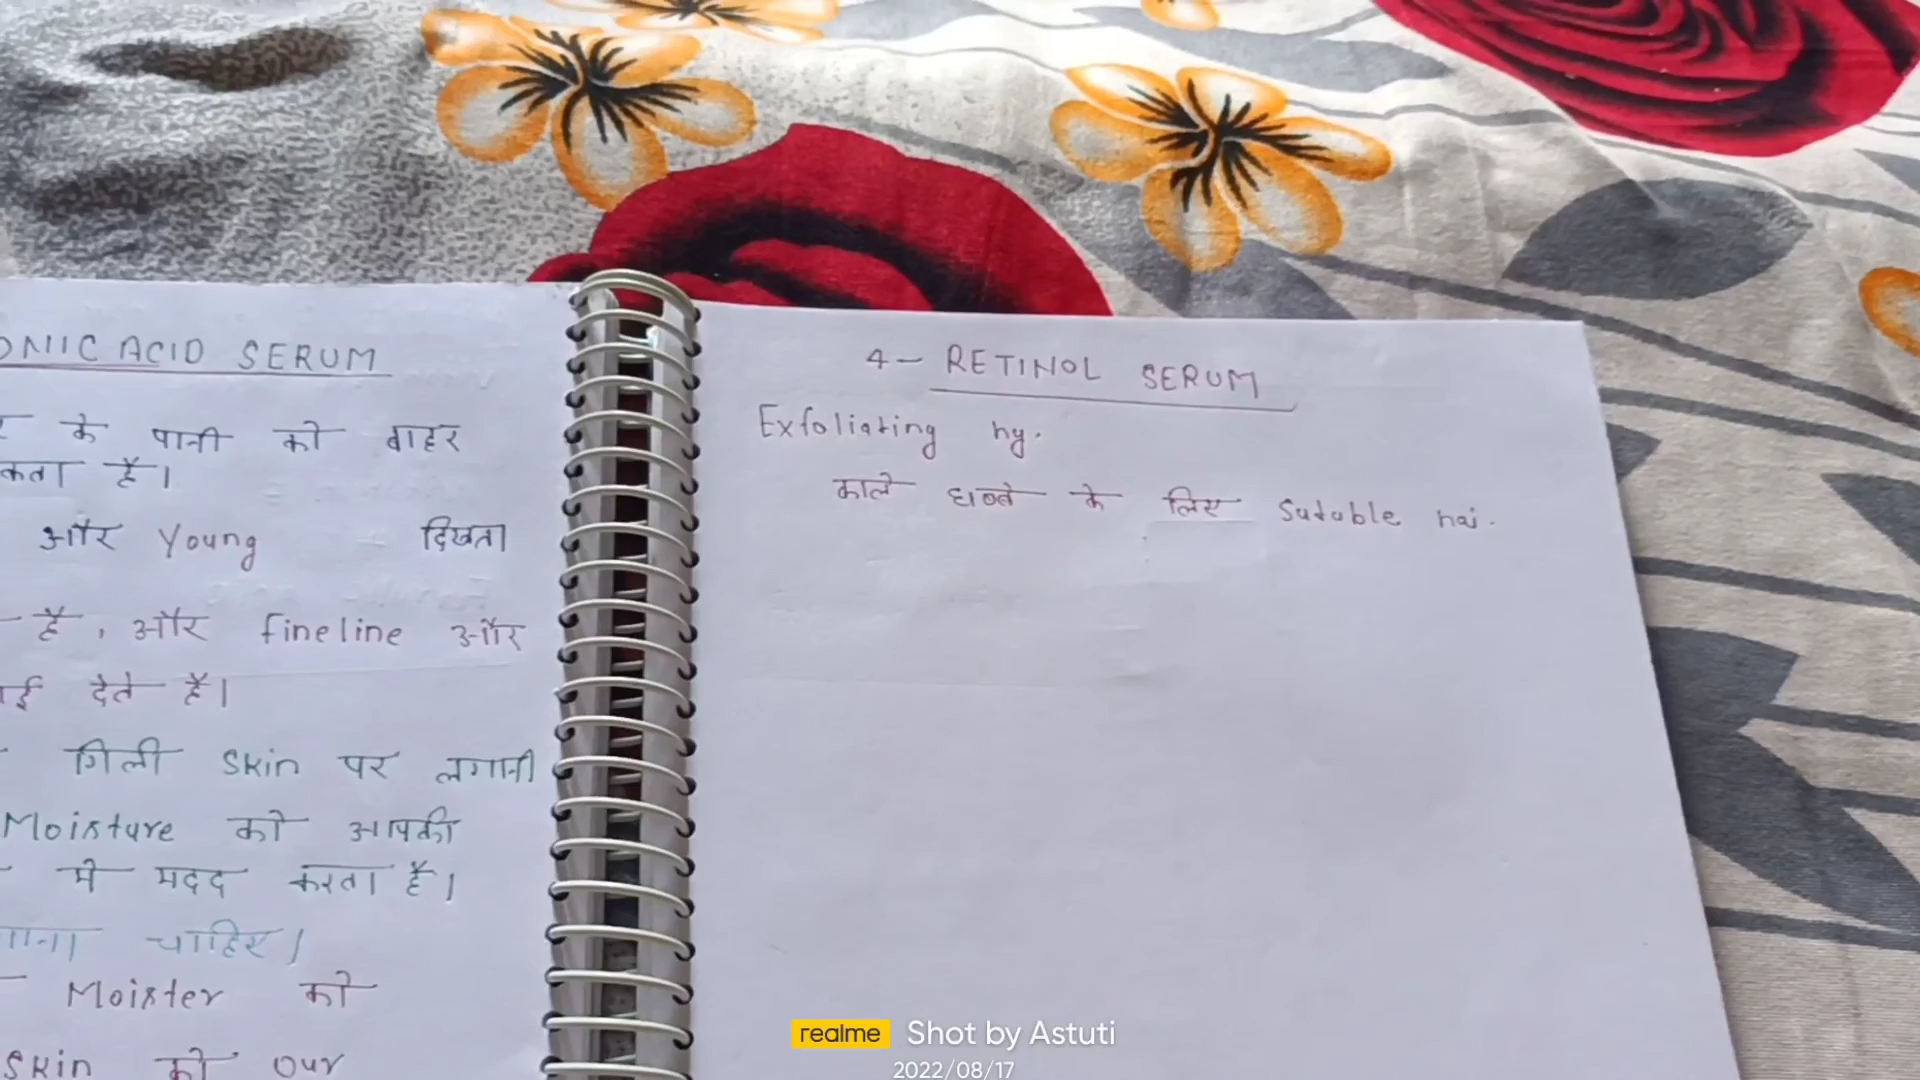 ONIC ACID SERUM
के पानी को बाहर
कता है।
और Young दिखता
है, और fineline और
ई देते हैं।
गिली Skin पर लगानी
Moisture को आपकी
मे मदद करता है।
गाना चाहिए।
Moister को
Skin को Our
4- RETINOL SERUM
Exfoliating hy.
काले धब्बे के लिए Sutable hai.
realme Shot by Astuti
2022/08/17